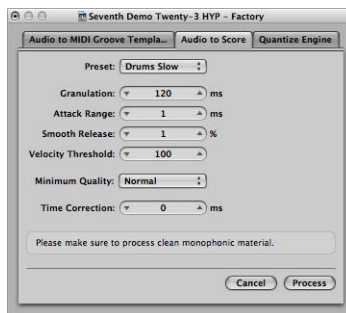 Seventh Demo Twenty-3 HYP - Factory
Audio to MIDI Groove Templa... Audio to Score Quantize Engine
Preset: Drums Slow
Granulation: 120 ms
Attack Range: 1 ms
Smooth Release: 1 %
Velocity Threshold: 100
Minimum Quality: Normal
Time Correction: 0 ms
Please make sure to process clean monophonic material.
Cancel Process